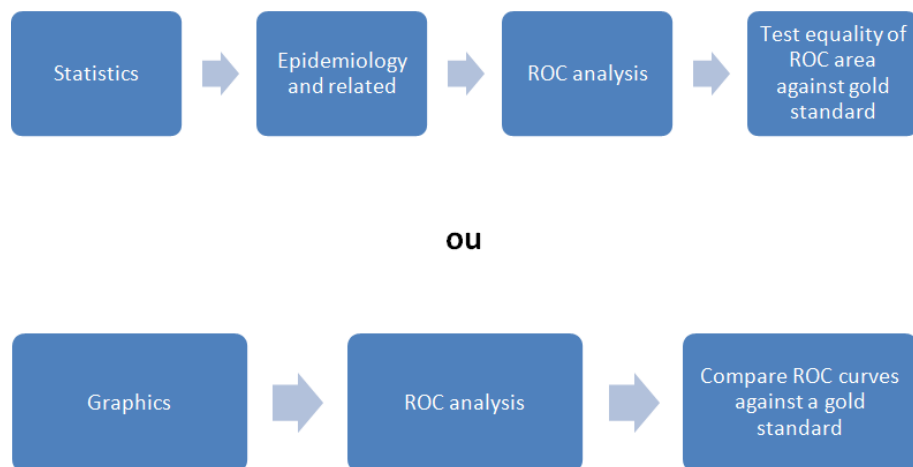 Statistics
Epidemiology
and related
ROC analysis
Test equality of
ROC area
against gold
standard
ou
Graphics
ROC analysis
Compare ROC curves
against a gold
standard